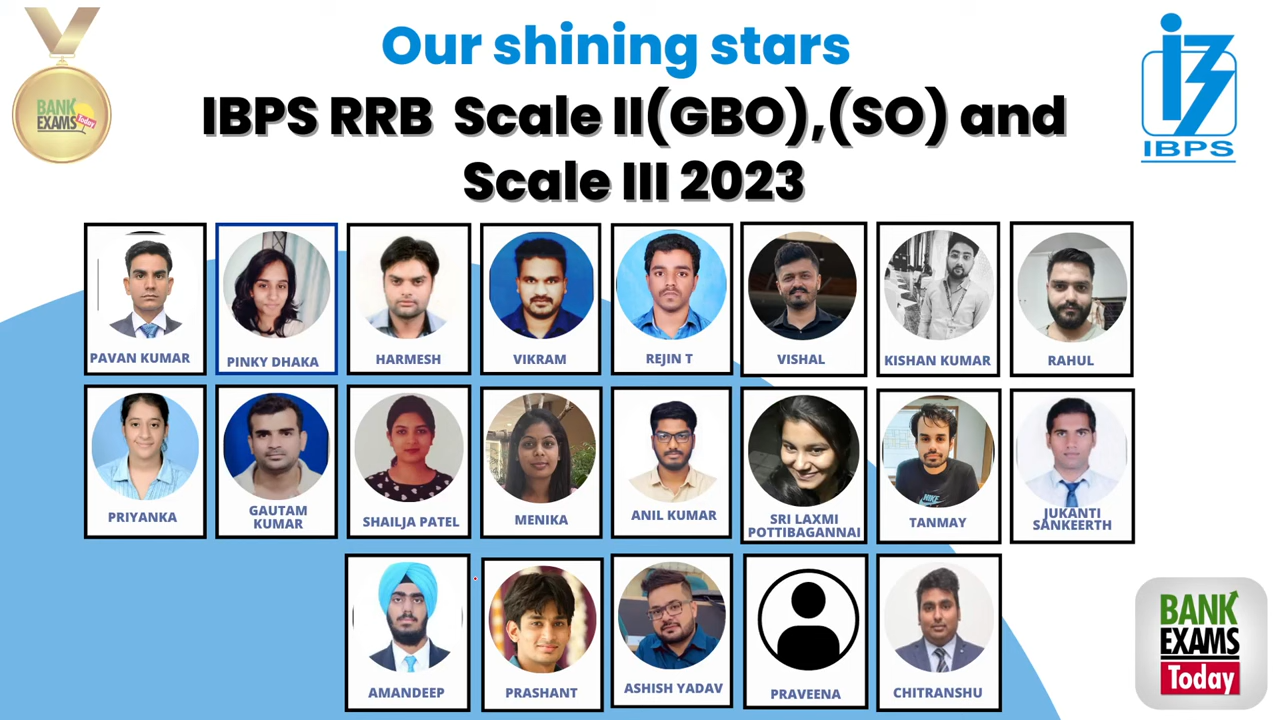 Our shining stars
IBPS RRB Scale II(GBO),(SO) and
Scale III 2023
BANK
EXAMS
Today
IBPS
PAVAN KUMAR
PINKY DHAKA
HARMESH
VIKRAM
REJIN T
VISHAL
KISHAN KUMAR
RAHUL
PRIYANKA
GAUTAM
KUMAR
SHAILJA PATEL
MENIKA
ANIL KUMAR
SRI LAXMI
POTTIBAGANNAI
TANMAY
JUKANTI
SANKEERTH
NIKE
AMANDEEP
PRASHANT
ASHISH YADAV
PRAVEENA
CHITRANSHU
BANK
EXAMS
Today